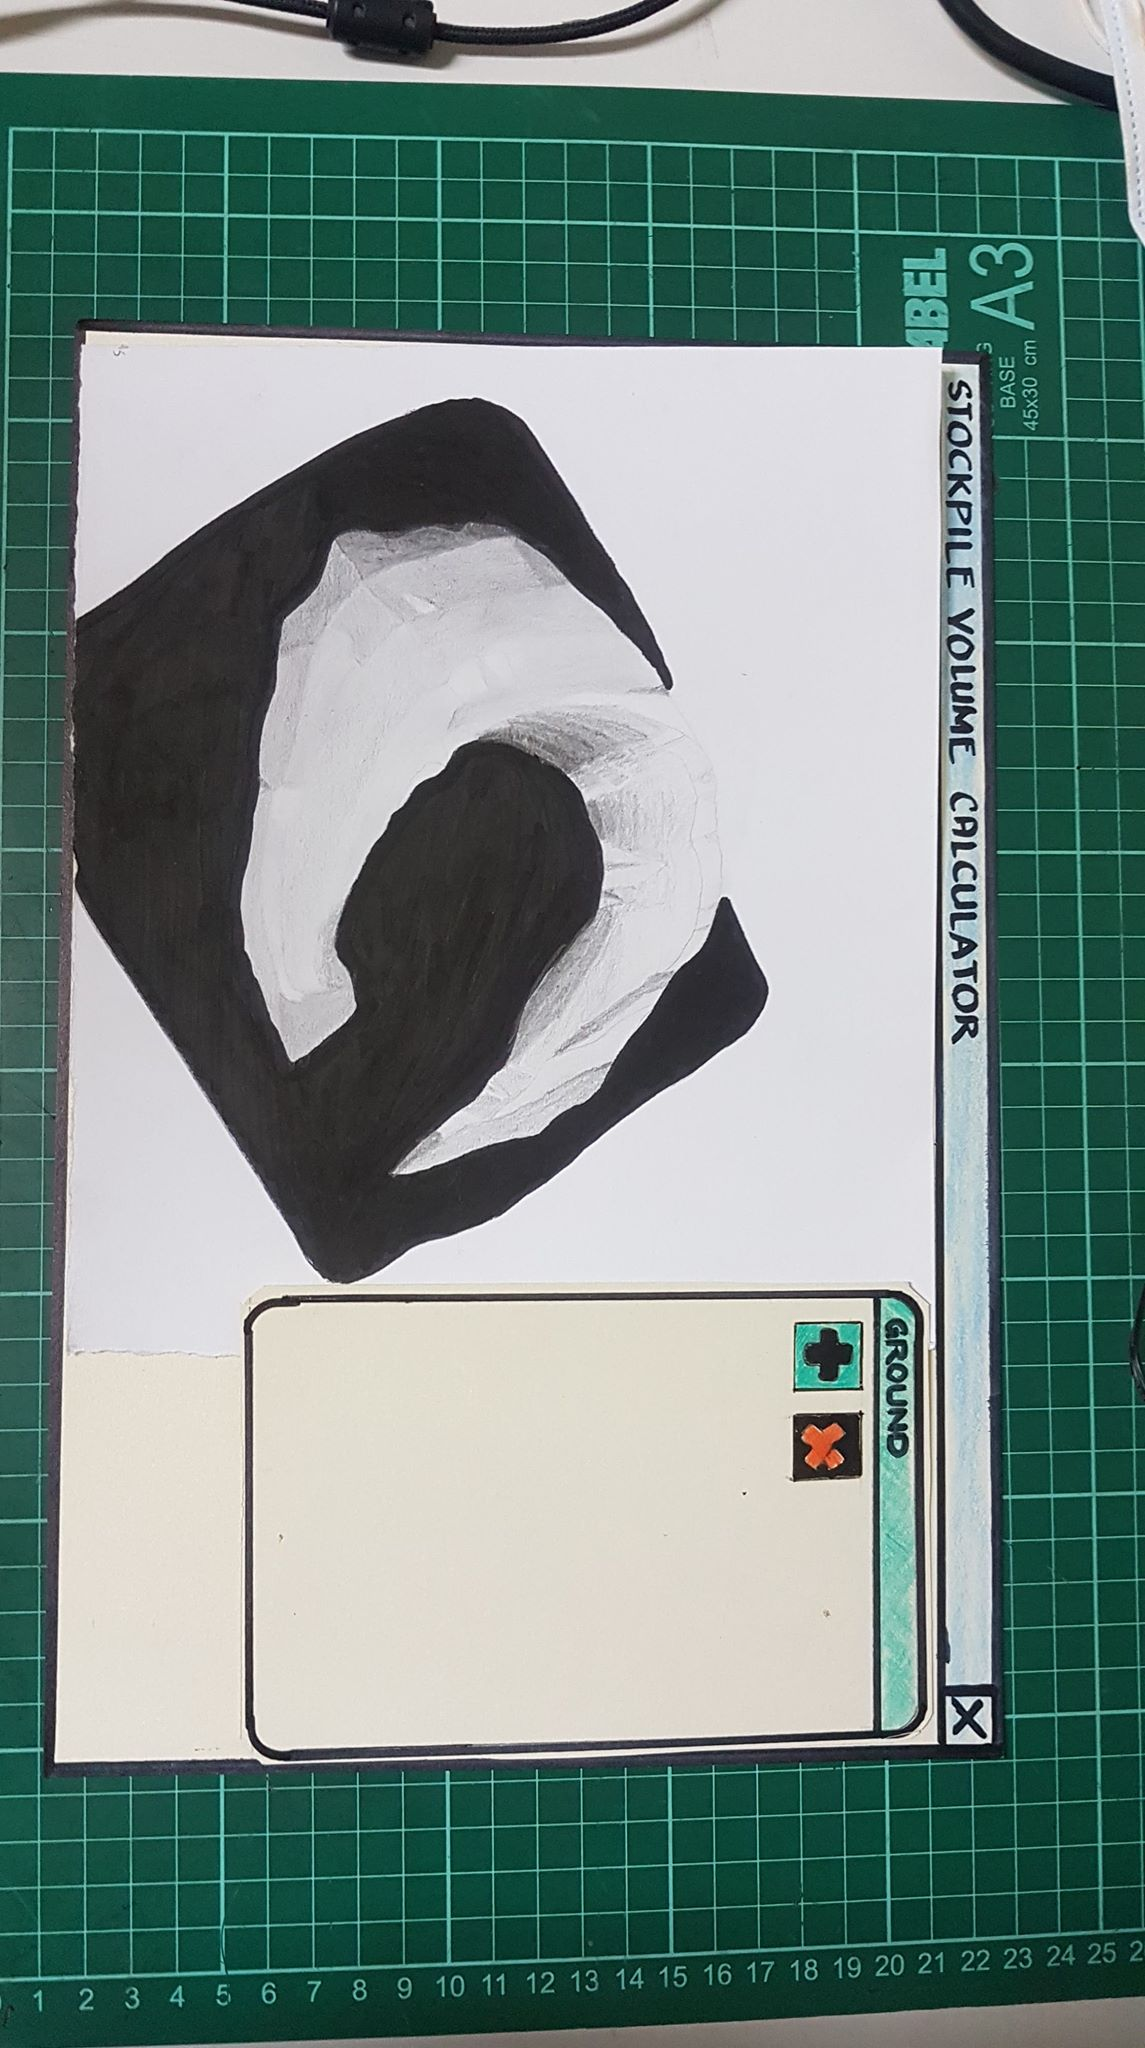 STOCKPILE VOLUME CALCULATOR
X
GROUND
ABEL
A3
BASE
45x30 cm
1 2 3 4 5 6 7 8 9 10 11 12 13 14 15 16 17 18 19 20 21 22 23 24 25